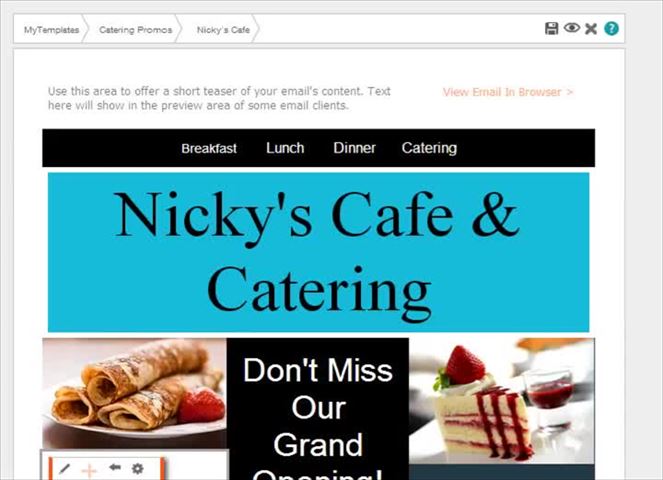 MyTemplates Catering Promos Nicky's Cafe
Use this area to offer a short teaser of your email's content. Text
here will show in the preview area of some email clients.
View Email In Browser >
Breakfast Lunch Dinner Catering
Nicky's Cafe &
Catering
Don't Miss
Our
Grand
Opening!